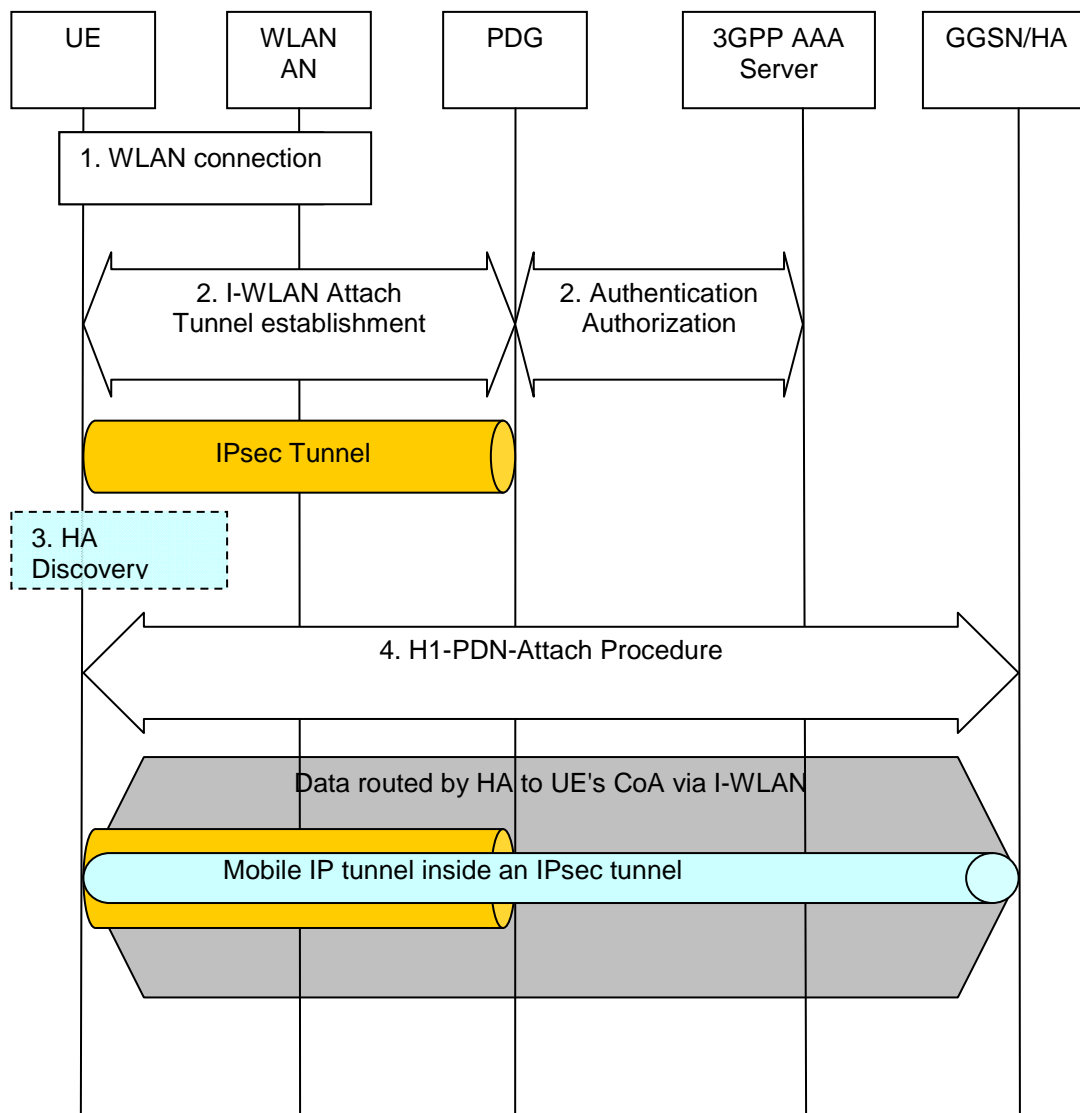 UE
WLAN
AN
PDG
3GPP AAA
Server
GGSN/HA
1. WLAN connection
2. I-WLAN Attach
Tunnel establishment
2. Authentication
Authorization
IPsec Tunnel
3. HA
Discovery
4. H1-PDN-Attach Procedure
Data routed by HA to UE's CoA via I-WLAN
Mobile IP tunnel inside an IPsec tunnel